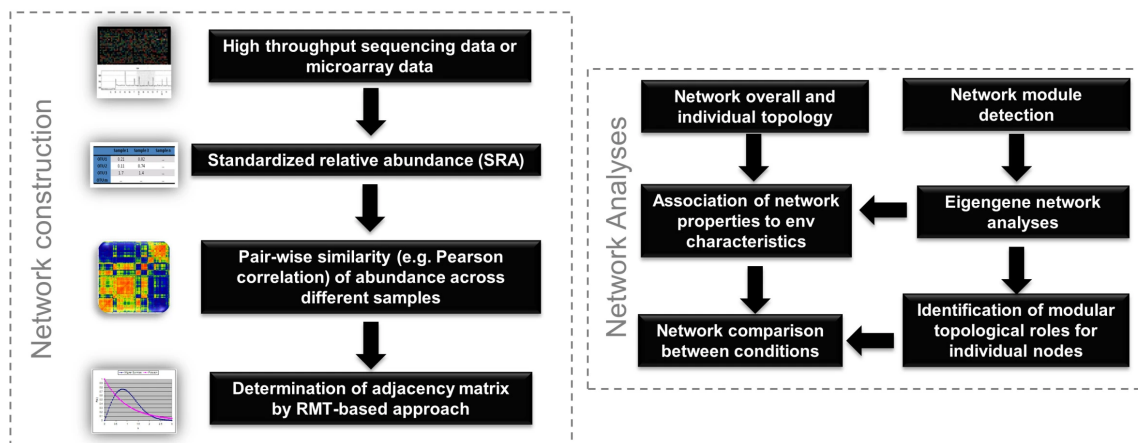 Network construction
High throughput sequencing data or
microarray data
Standardized relative abundance (SRA)
Pair-wise similarity (e.g. Pearson
correlation) of abundance across
different samples
Determination of adjacency matrix
by RMT-based approach
Network Analyses
Network overall and
individual topology
Network module
detection
Association of network
properties to env
characteristics
Eigengene network
analyses
Network comparison
between conditions
Identification of modular
topological roles for
individual nodes